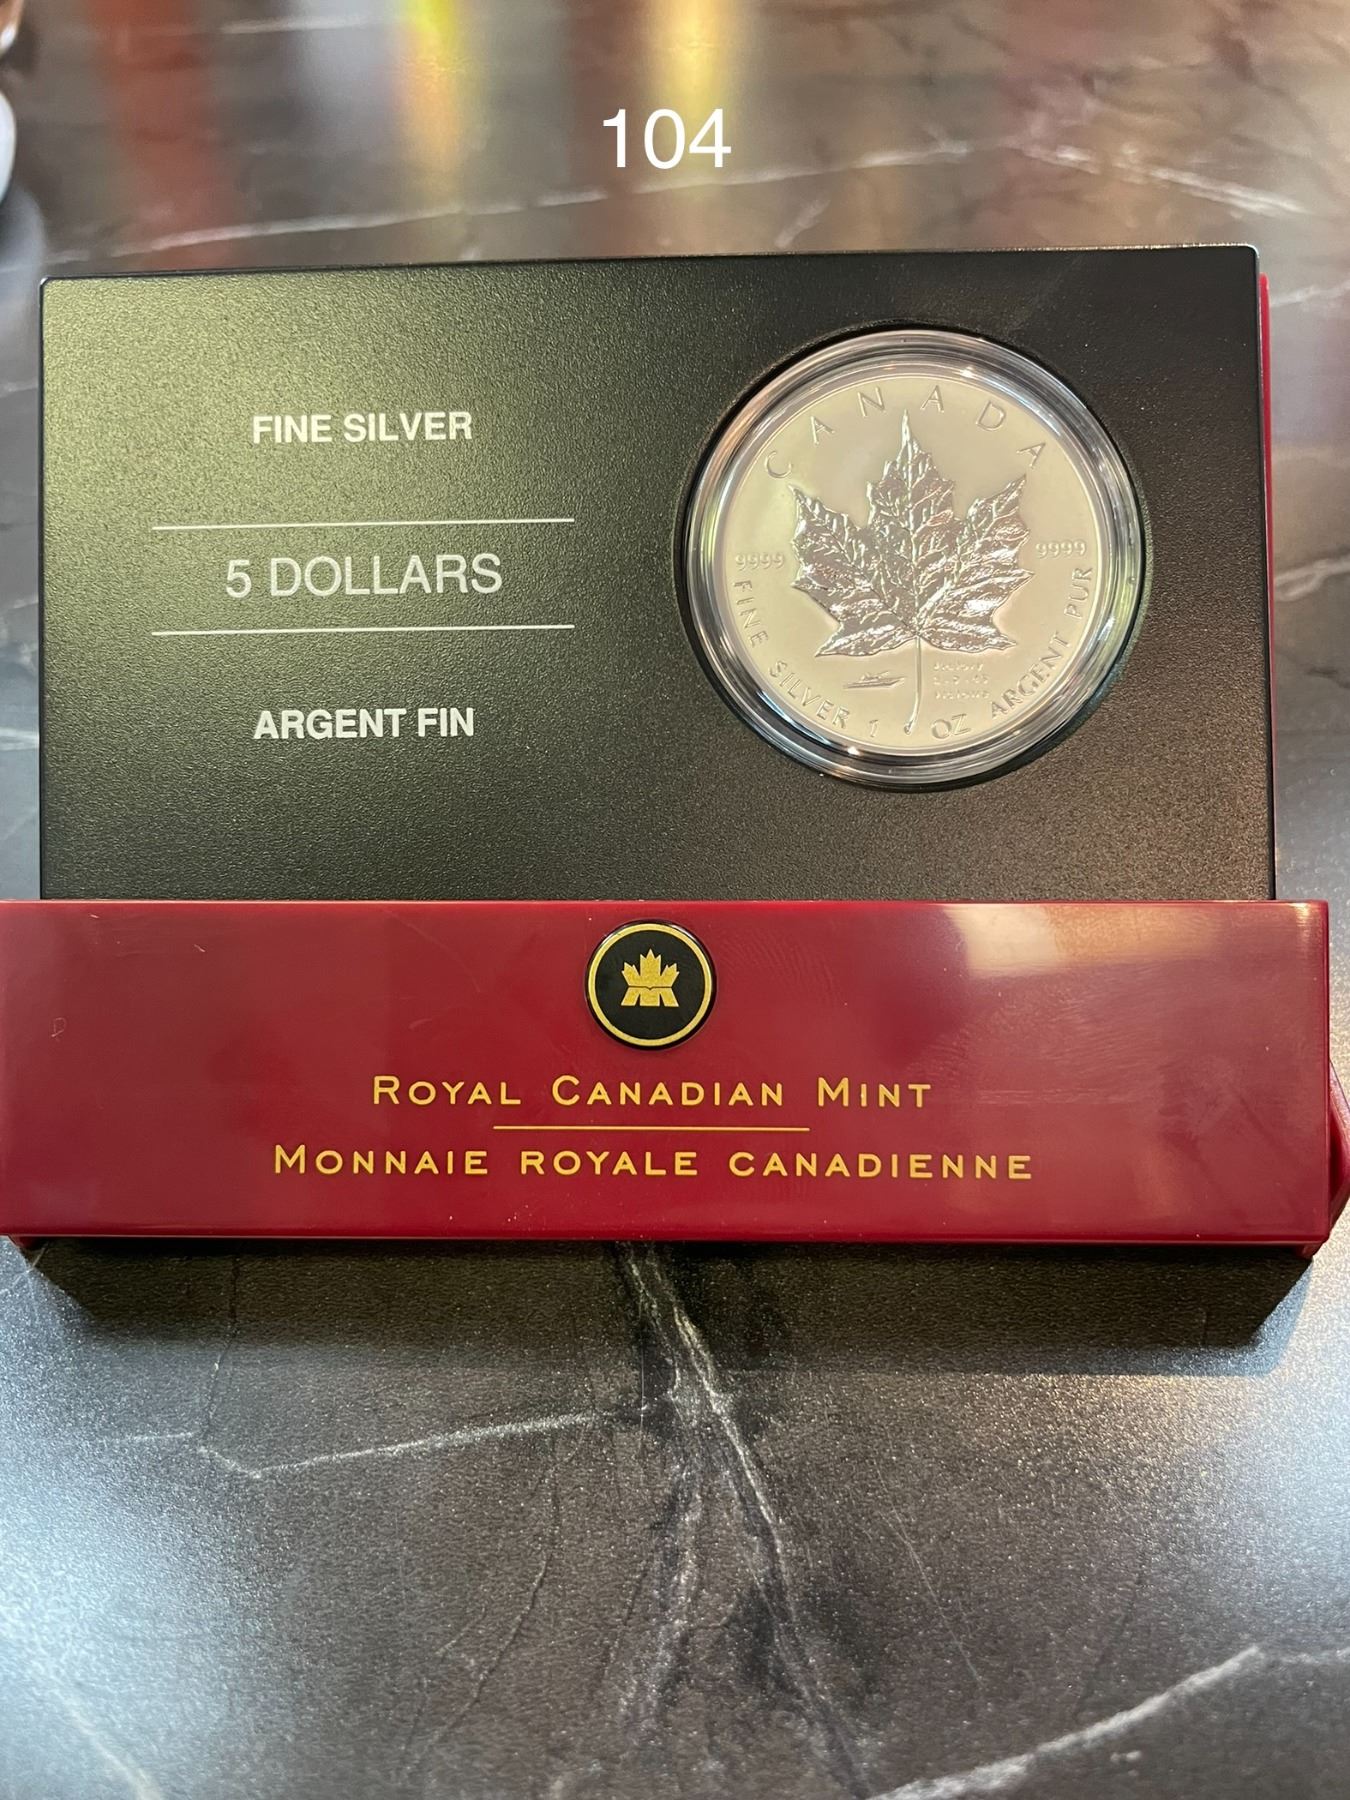 104
FINE SILVER
5 DOLLARS
ARGENT FIN
CANADA
9999 9999
FINE SILVER 1 OZ ARGENT PUR
ROYAL CANADIAN MINT
MONNAIE ROYALE CANADIENNE